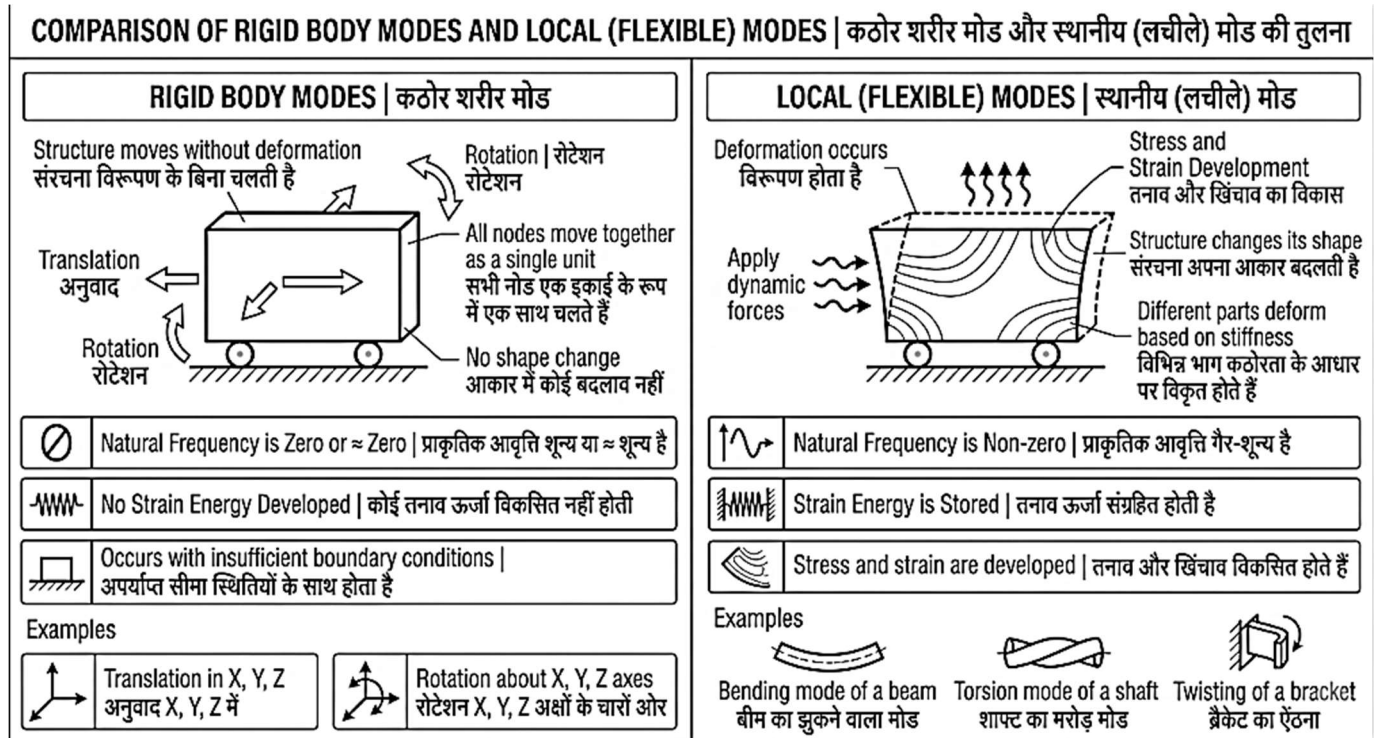 COMPARISON OF RIGID BODY MODES AND LOCAL (FLEXIBLE) MODES | कठोर शरीर मोड और स्थानीय (लचीले) मोड की तुलना
RIGID BODY MODES | कठोर शरीर मोड
Structure moves without deformation
संरचना विरूपण के बिना चलती है
Rotation | रोटेशन
रोटेशन
Translation
अनुवाद
All nodes move together
as a single unit
सभी नोड एक इकाई के रूप
में एक साथ चलते हैं
Rotation
रोटेशन
No shape change
आकार में कोई बदलाव नहीं
Natural Frequency is Zero or ≈ Zero | प्राकृतिक आवृत्ति शून्य या ≈ शून्य है
No Strain Energy Developed | कोई तनाव ऊर्जा विकसित नहीं होती
Occurs with insufficient boundary conditions |
अपर्याप्त सीमा स्थितियों के साथ होता है
Examples
Translation in X, Y, Z
अनुवाद X, Y, Z में
Rotation about X, Y, Z axes
रोटेशन X, Y, Z अक्षों के चारों ओर
LOCAL (FLEXIBLE) MODES | स्थानीय (लचीले) मोड
Deformation occurs
विरूपण होता है
Stress and
Strain Development
तनाव और खिंचाव का विकास
Apply
dynamic
forces
Structure changes its shape
संरचना अपना आकार बदलती है
Different parts deform
based on stiffness
विभिन्न भाग कठोरता के आधार
पर विकृत होते हैं
Natural Frequency is Non-zero | प्राकृतिक आवृत्ति गैर-शून्य है
Strain Energy is Stored | तनाव ऊर्जा संग्रहित होती है
Stress and strain are developed | तनाव और खिंचाव विकसित होते हैं
Examples
Bending mode of a beam
बीम का झुकने वाला मोड
Torsion mode of a shaft
शाफ्ट का मरोड़ मोड
Twisting of a bracket
ब्रैकेट का ऐंठना